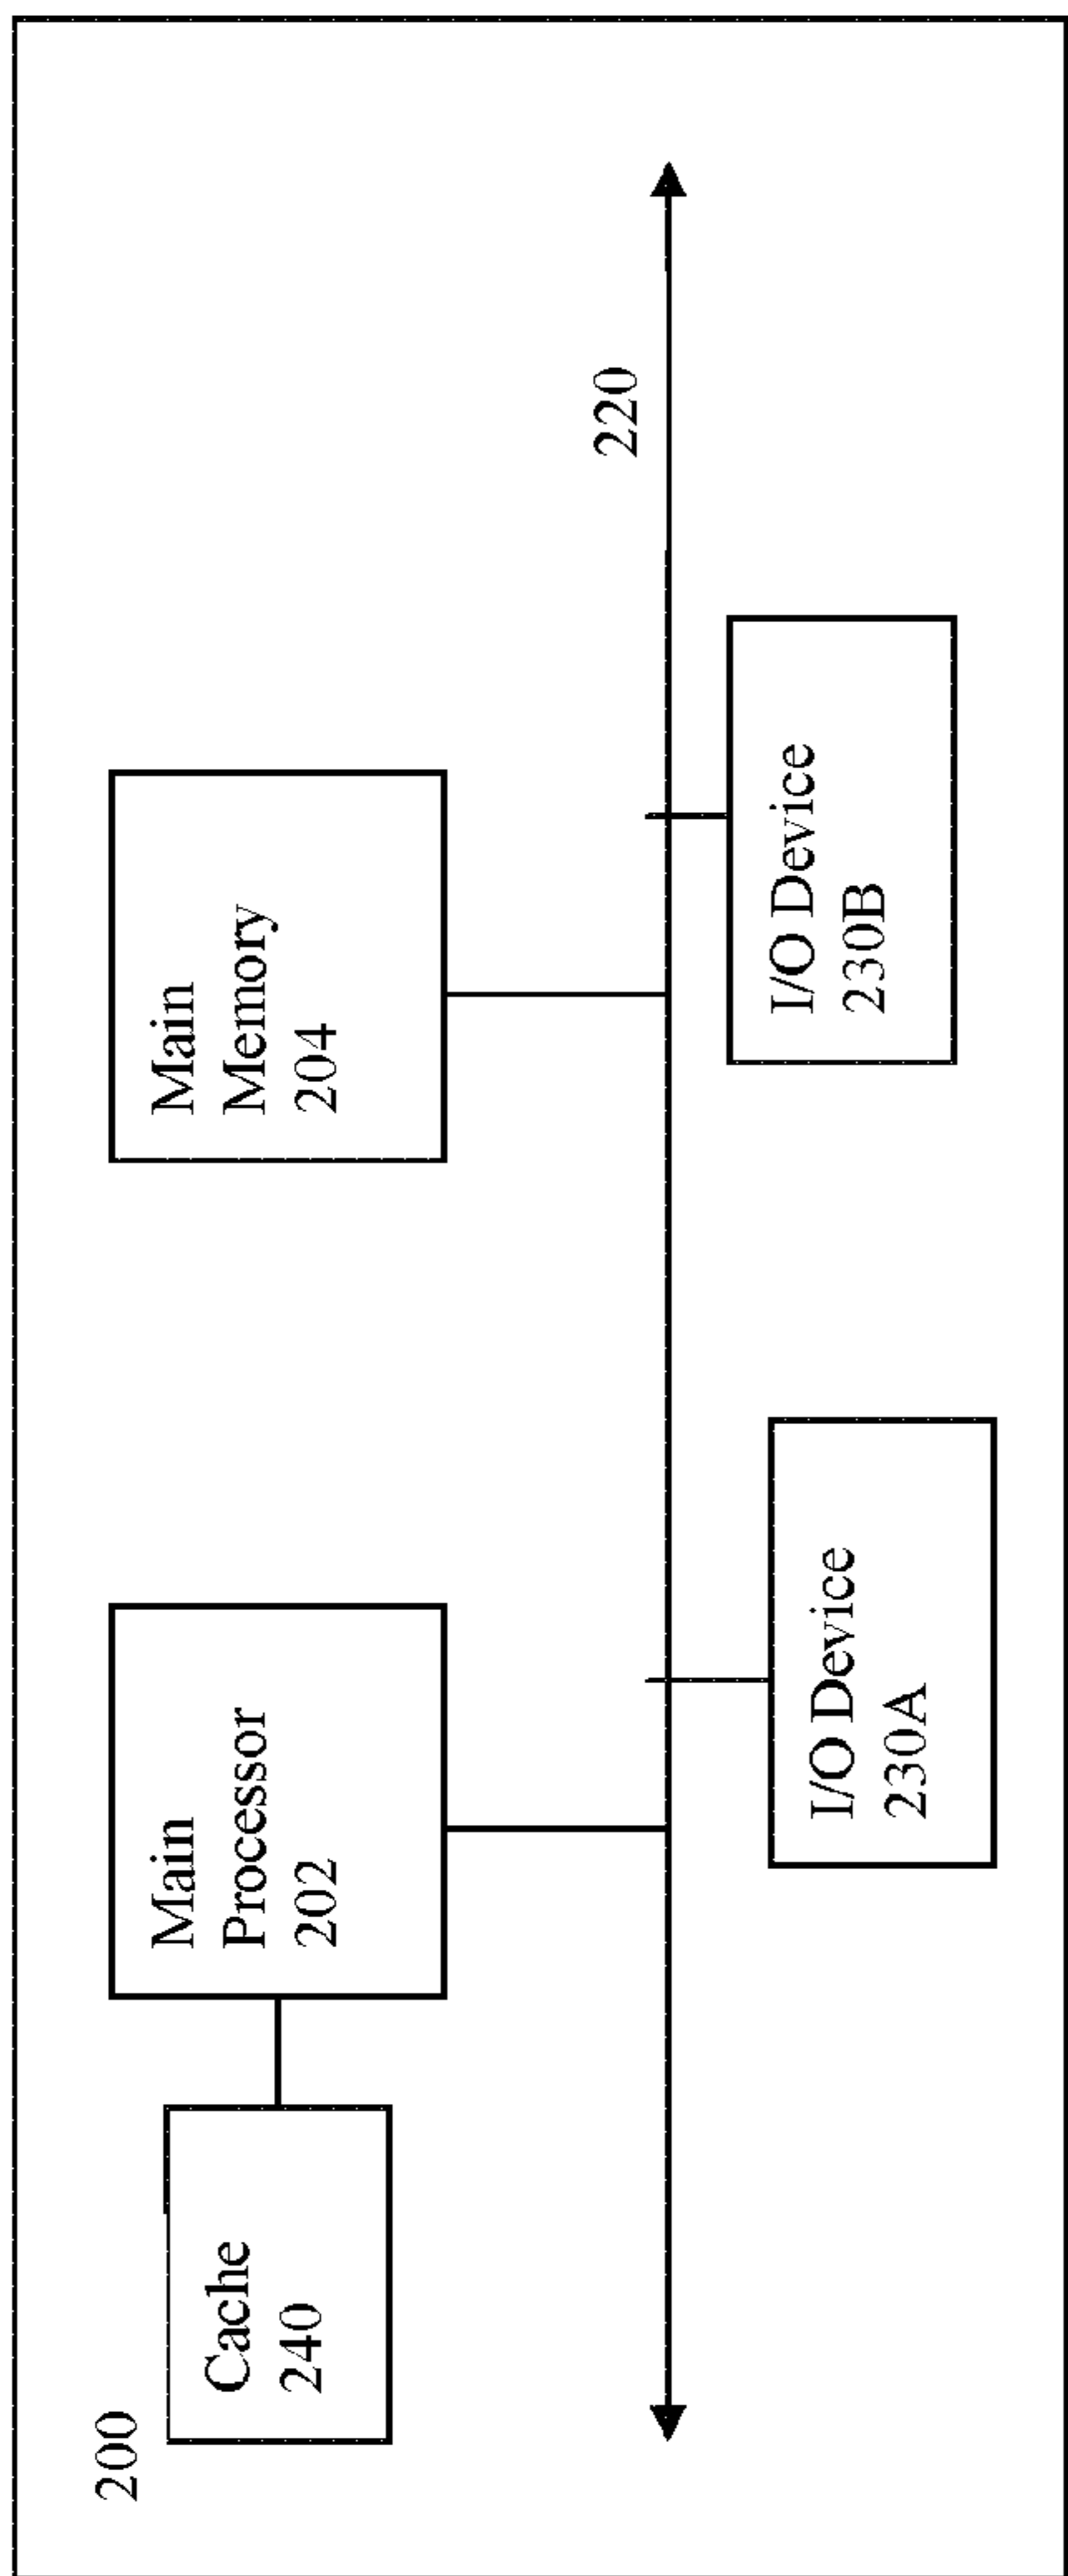 200
Cache
240
Main
Processor
202
Main
Memory
204
220
I/O Device
230A
I/O Device
230B